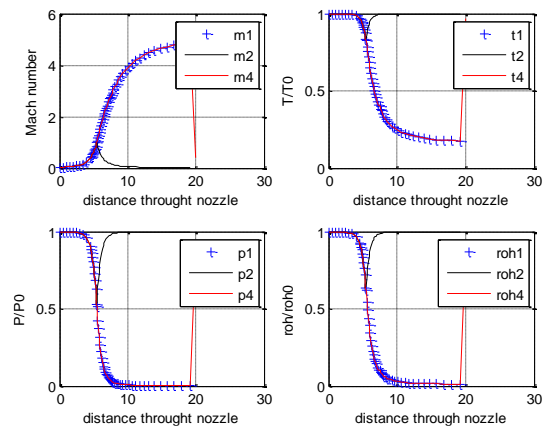 6
4
2
0
0
10
20
30
Mach number
distance throught nozzle
m1
m2
m4
1
0.5
0
0
10
20
30
T/T0
distance throught nozzle
t1
t2
t4
1
0.5
0
0
10
20
30
P/P0
distance throught nozzle
p1
p2
p4
1
0.5
0
0
10
20
30
roh/roh0
distance throught nozzle
roh1
roh2
roh4